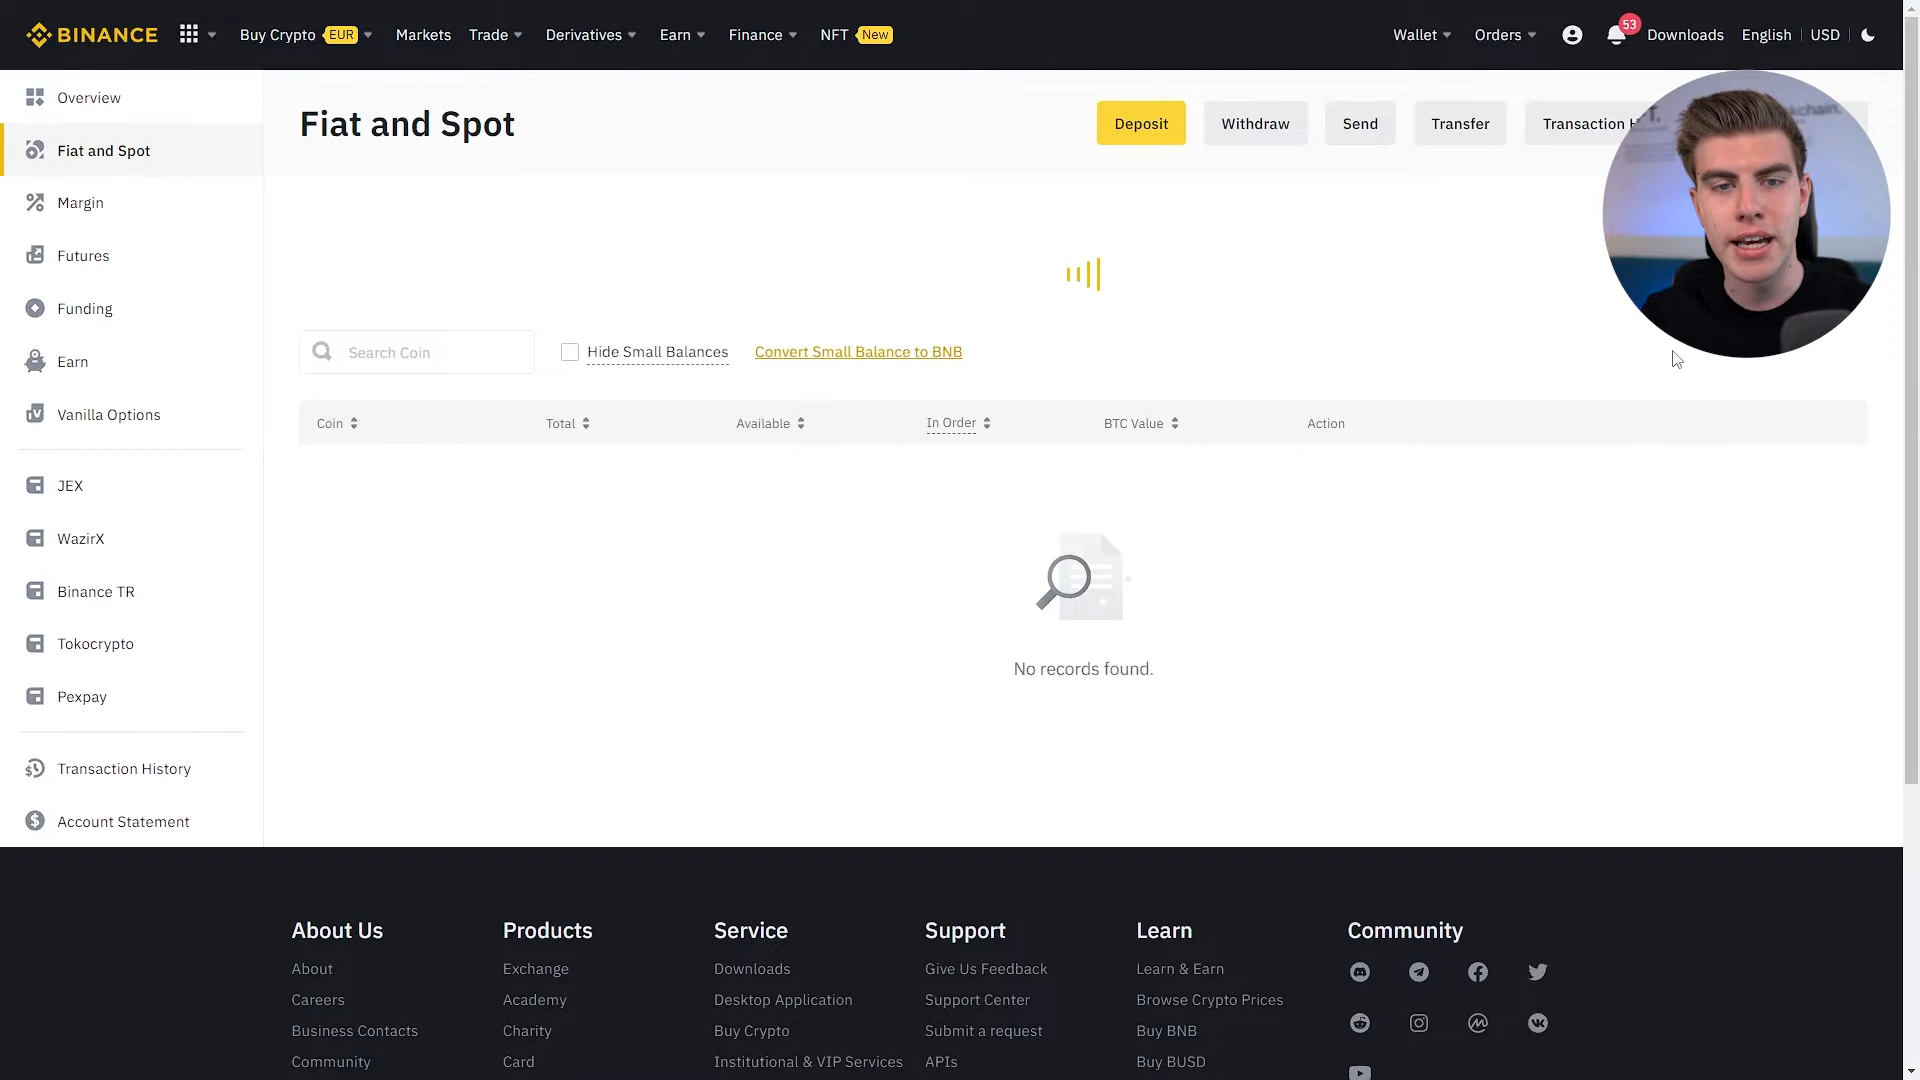 BINANCE Buy Crypto EUR Markets Trade Derivatives Earn Finance NFT New Wallet Orders 53 Downloads English USD
Overview
Fiat and Spot
Margin
Futures
Funding
Earn
Vanilla Options
JEX
WazirX
Binance TR
Tokocrypto
Pexpay
Transaction History
Account Statement
Fiat and Spot
Deposit Withdraw Send Transfer Transaction
Search Coin Hide Small Balances Convert Small Balance to BNB
Coin Total Available In Order BTC Value Action
No records found.
About Us
About
Careers
Business Contacts
Community
Products
Exchange
Academy
Charity
Card
Service
Downloads
Desktop Application
Buy Crypto
Institutional & VIP Services
Support
Give Us Feedback
Support Center
Submit a request
APIs
Learn
Learn & Earn
Browse Crypto Prices
Buy BNB
Buy BUSD
Community